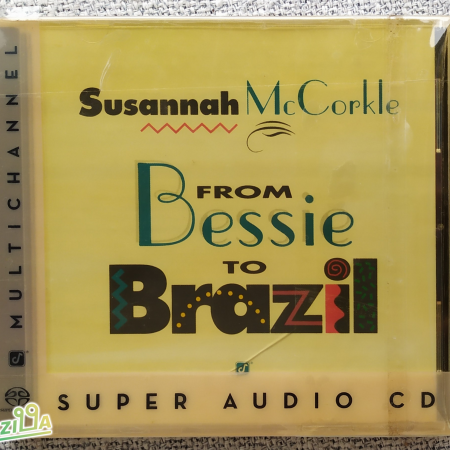 Susannah McCorkle
FROM
Bessie
TO
Brazil
MULTICHANNEL
SUPER AUDIO CD